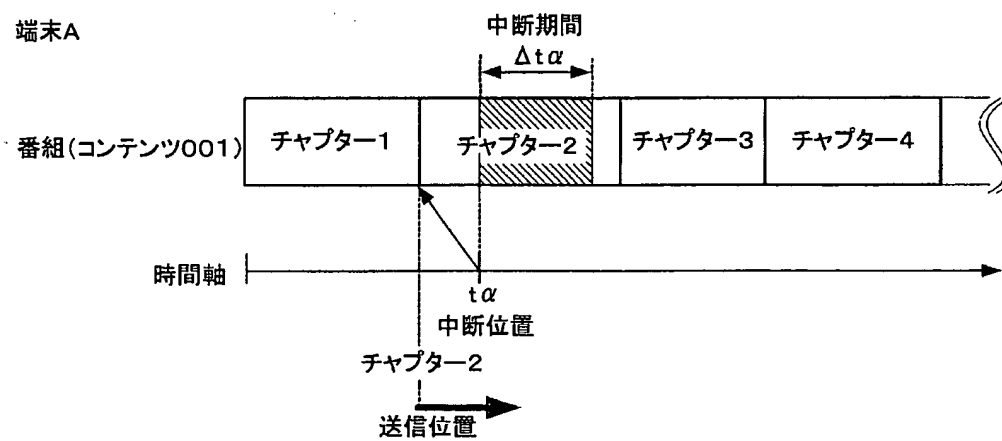 端末A
中断期間
Δtα
番組(コンテンツ001)
チャプター1
チャプター2
チャプター3
チャプター4
時間軸
tα
中断位置
チャプター2
送信位置